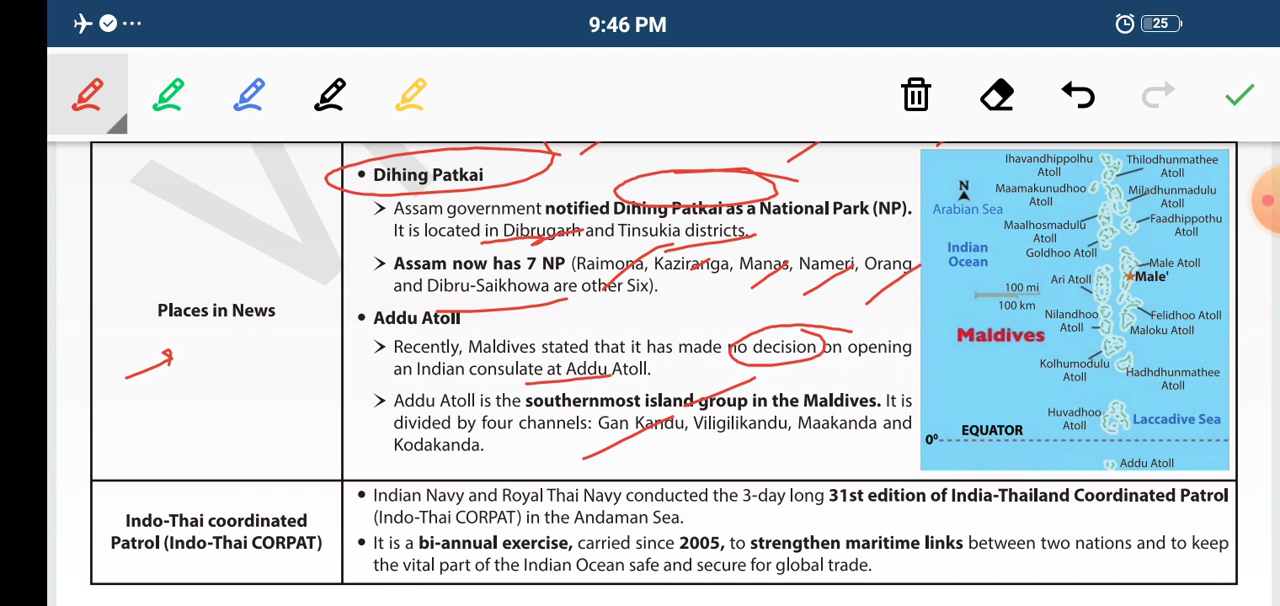 9:46 PM
25
Places in News
• Dihing Patkai
➤ Assam government notified Dihing Patkai as a National Park (NP).
It is located in Dibrugarh and Tinsukia districts.
➤ Assam now has 7 NP (Raimona, Kaziranga, Manas, Nameri, Orang
and Dibru-Saikhowa are other Six).
• Addu Atoll
➤ Recently, Maldives stated that it has made no decision on opening
an Indian consulate at Addu Atoll.
➤ Addu Atoll is the southernmost island group in the Maldives. It is
divided by four channels: Gan Kandu, Viligilikandu, Maakanda and
Kodakanda.
Ihavandhippolhu
Atoll
Thilodhunmathee
Atoll
N
Maamakunudhoo
Atoll
Miladhunmadulu
Atoll
Arabian Sea
Maalhosmadulu
Atoll
Faadhippothu
Atoll
Goldhoo Atoll
Indian
Ocean
Male Atoll
Male'
Ari Atoll
100 mi
100 km
Nilandhoo
Atoll
Felidhoo Atoll
Maloku Atoll
Maldives
Kolhumodulu
Atoll
Hadhdhunmathee
Atoll
Huvadhoo
Atoll
Laccadive Sea
EQUATOR
0°
Addu Atoll
Indo-Thai coordinated
Patrol (Indo-Thai CORPAT)
• Indian Navy and Royal Thai Navy conducted the 3-day long 31st edition of India-Thailand Coordinated Patrol
(Indo-Thai CORPAT) in the Andaman Sea.
• It is a bi-annual exercise, carried since 2005, to strengthen maritime links between two nations and to keep
the vital part of the Indian Ocean safe and secure for global trade.